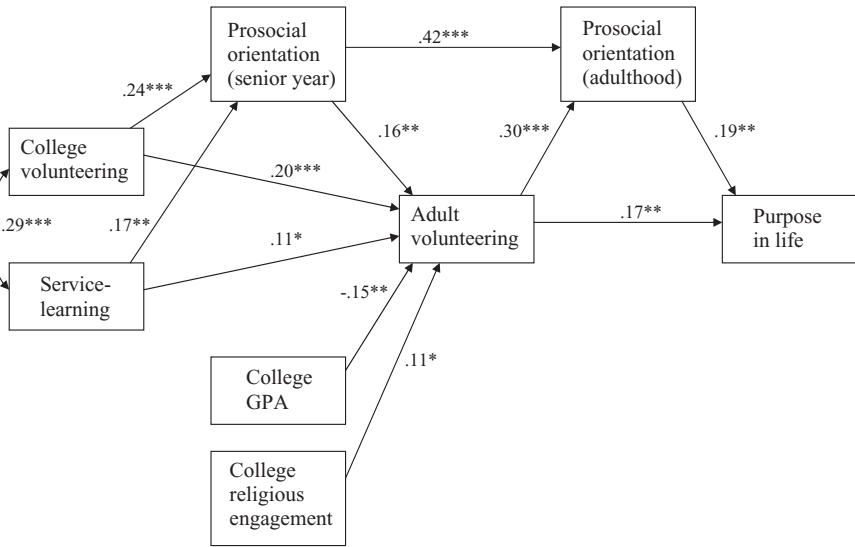 Prosocial
orientation
(senior year)
.42***
Prosocial
orientation
(adulthood)
.24***
.16**
.30***
.19**
College
volunteering
.20***
.29***
.17**
Adult
volunteering
.17**
Purpose
in life
.11*
Service-
learning
-.15**
College
GPA
.11*
College
religious
engagement